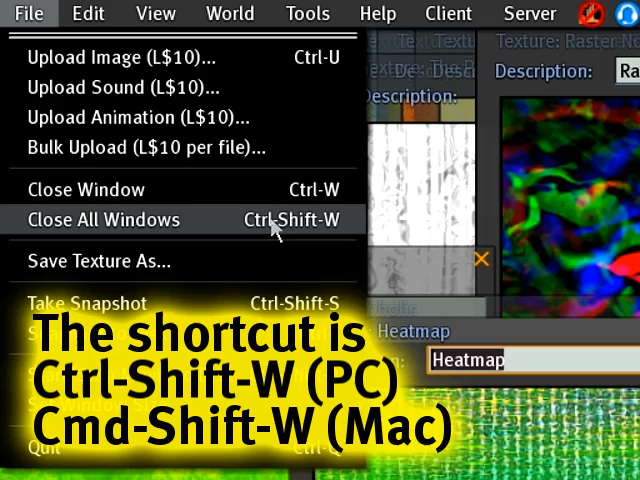 File Edit View World Tools Help Client Server
Upload Image (L$10)... Ctrl-U
Upload Sound (L$10)...
Upload Animation (L$10)...
Bulk Upload (L$10 per file)...
Close Window Ctrl-W
Close All Windows Ctrl-Shift-W
Save Texture As...
Take Snapshot Ctrl-Shift-S
Quit Ctrl-Q
Texture: Raster No
Description: Ra
Description:
: Heatmap
Heatmap
The shortcut is
Ctrl-Shift-W (PC)
Cmd-Shift-W (Mac)